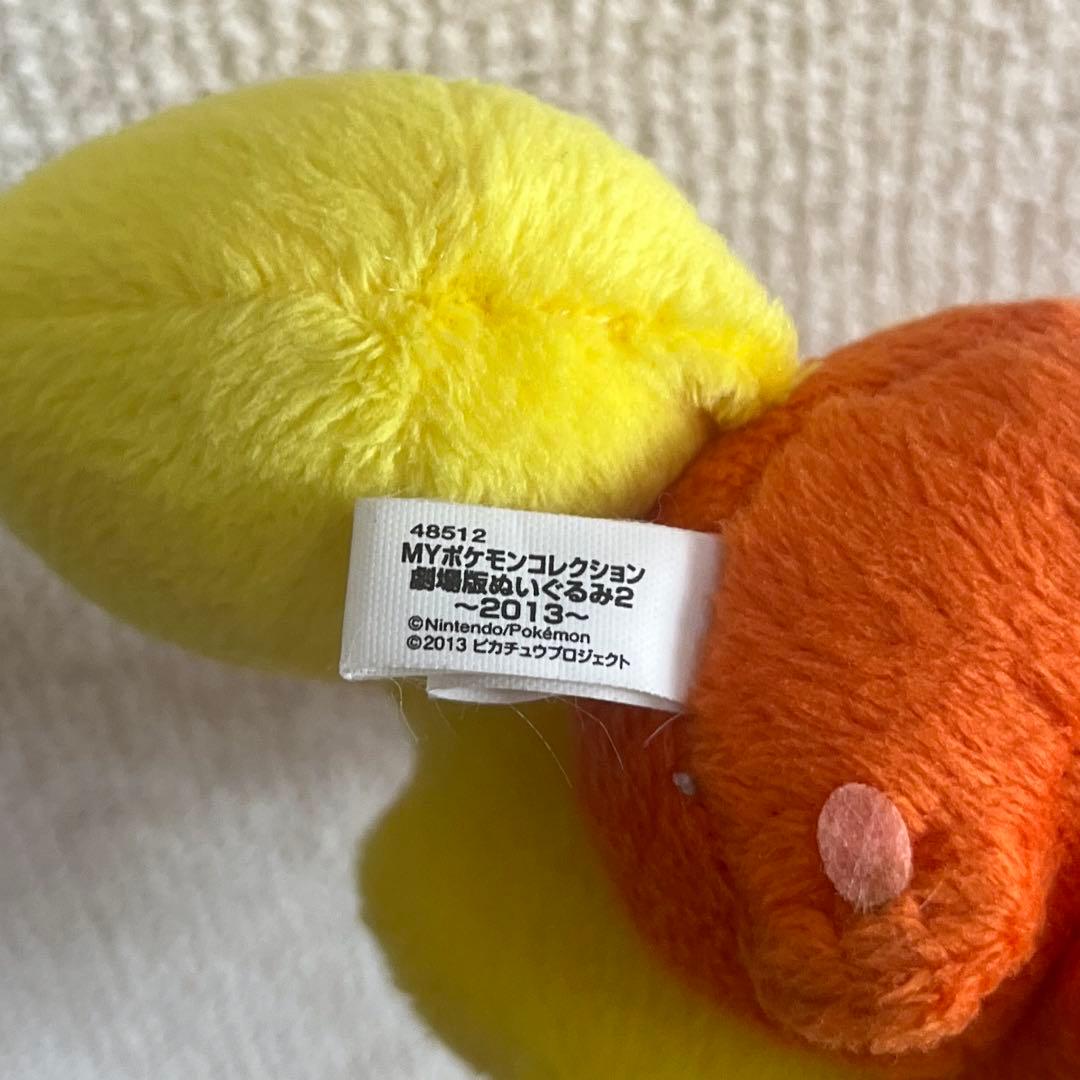 48512
MYポケモンコレクション
劇場版ぬいぐるみ2
～2013～
©Nintendo/Pokémon
©2013 ピカチュウプロジェクト